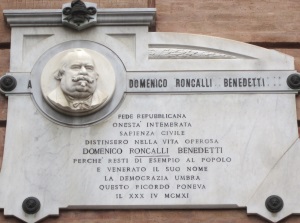 A DOMENICO RONCALLI BENEDETTI
FEDE REPUBBLICANA
ONESTÀ INTEMERATA
SAPIENZA CIVILE
DISTINSERO NELLA VITA OPEROSA
DOMENICO RONCALLI BENEDETTI
PERCHÈ RESTI DI ESEMPIO AL POPOLO
E VENERATO IL SUO NOME
LA DEMOCRAZIA UMBRA
QUESTO RICORDO PONEVA
IL XXX IV MCMXI